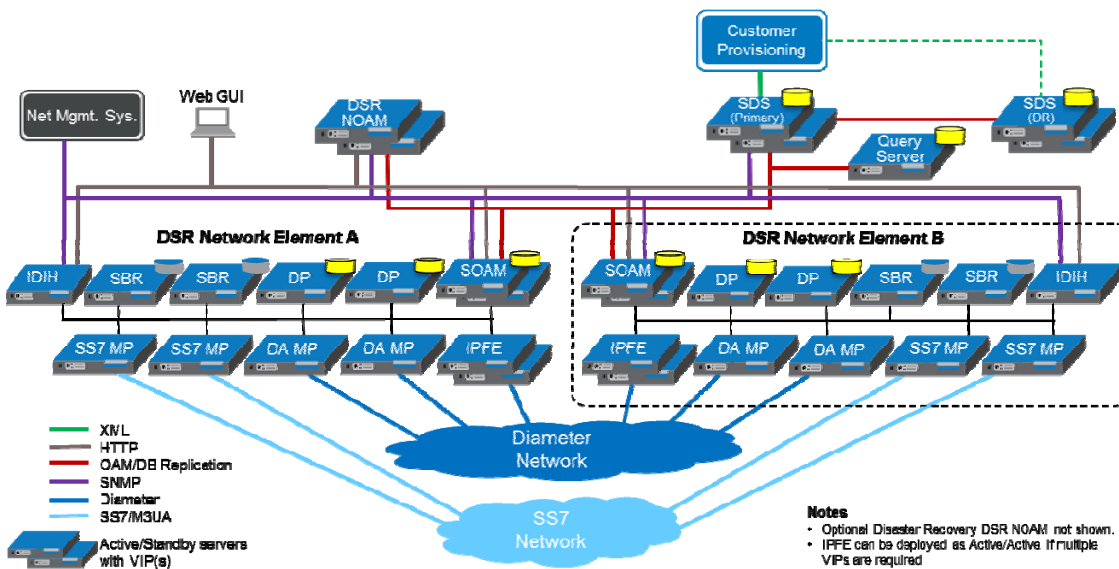 Customer
Provisioning
Net Mgmt. Sys.
Web GUI
DSR
NOAM
SDS
(Primary)
SDS
(DR)
Query
Server
DSR Network Element A
DSR Network Element B
IDIH
SBR
SBR
DP
DP
SOAM
SOAM
DP
DP
SBR
SBR
IDIH
SS7 MP
SS7 MP
DA MP
DA MP
IPFE
IPFE
DA MP
DA MP
SS7 MP
SS7 MP
Diameter
Network
SS7
Network
XML
HTTP
OAM/DB Replication
SNMP
Diameter
SS7/M3UA
Active/Standby servers
with VIP(s)
Notes
• Optional Disaster Recovery DSR NOAM not shown.
• IPFE can be deployed as Active/Active if multiple
VIPs are required